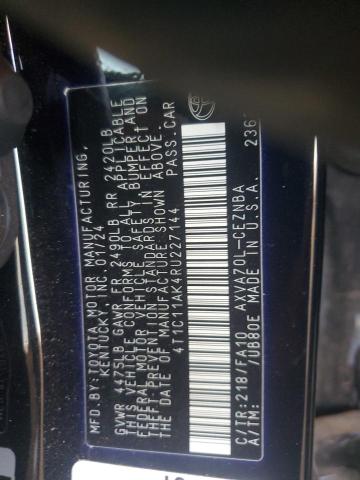 MFD.BY:TOYOTA MOTOR MANUFACTURING,
KENTUCKY, INC. 01/24
GVWR 4475LB GAWR FR 2490LB RR 2420LB
THIS VEHICLE CONFORMS TO ALL APPLICABLE
FEDERAL MOTOR VEHICLE SAFETY, BUMPER, AND
THEFT PREVENTION STANDARDS IN EFFECT ON
THE DATE OF MANUFACTURE SHOWN ABOVE.
4T1C11AK4RU227144 PASS.CAR
C/TR:218/FA10 AXVA70L-CEZNBA
A/TM: /UB80E MADE IN U.S.A. 236